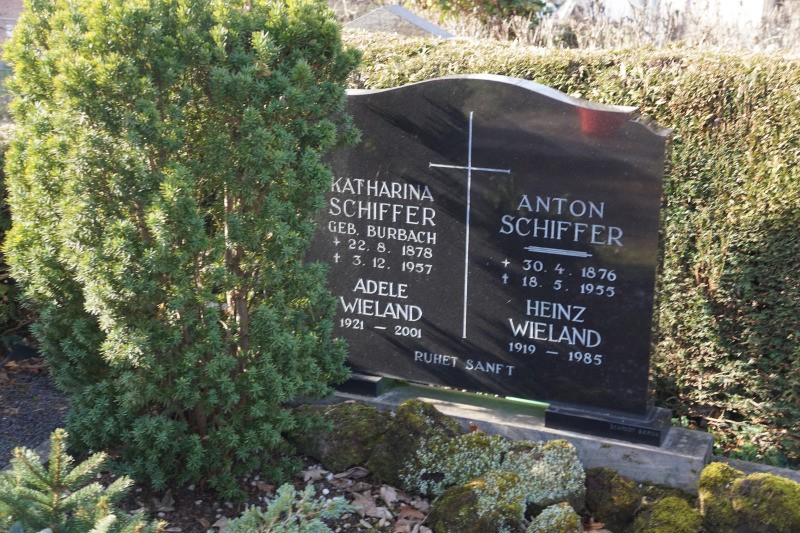 KATHARINA
SCHIFFER
GEB. BURBACH
* 22. 8. 1878
† 3. 12. 1957
ADELE
WIELAND
1921 — 2001
ANTON
SCHIFFER
* 30. 4. 1876
† 18. 5. 1955
HEINZ
WIELAND
1919 — 1985
RUHET SANFT